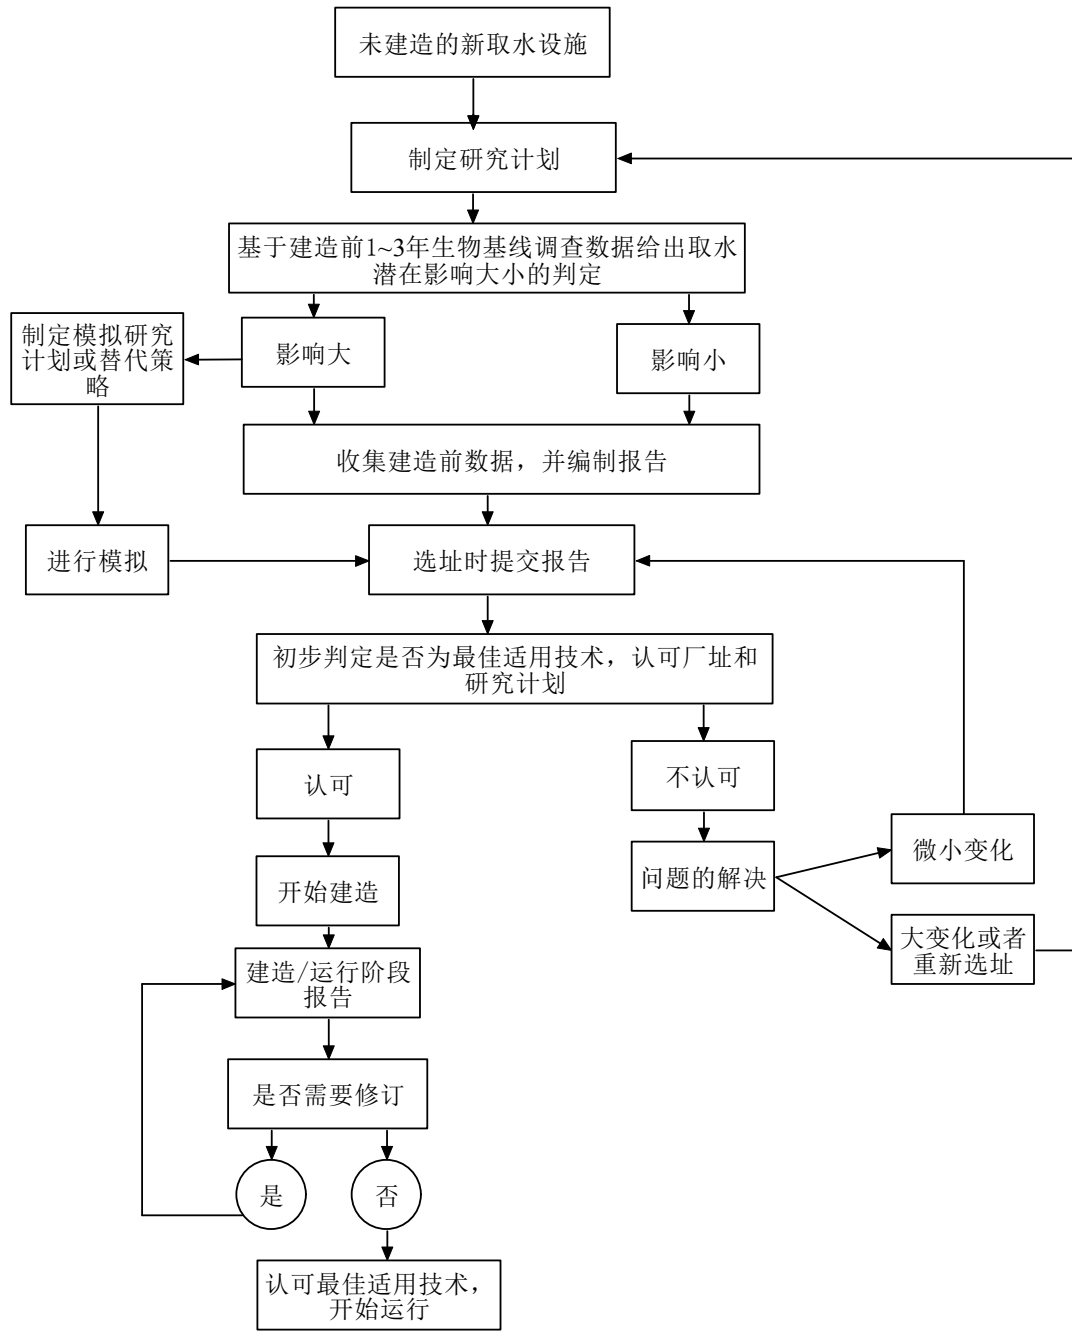 未建造的新取水设施
制定研究计划
基于建造前1~3年生物基线调查数据给出取水
潜在影响大小的判定
制定模拟研究
计划或替代策
略
影响大
影响小
收集建造前数据，并编制报告
进行模拟
选址时提交报告
初步判定是否为最佳适用技术，认可厂址和
研究计划
认可
不认可
开始建造
问题的解决
微小变化
大变化或者
重新选址
建造/运行阶段
报告
是否需要修订
是
否
认可最佳适用技术，
开始运行